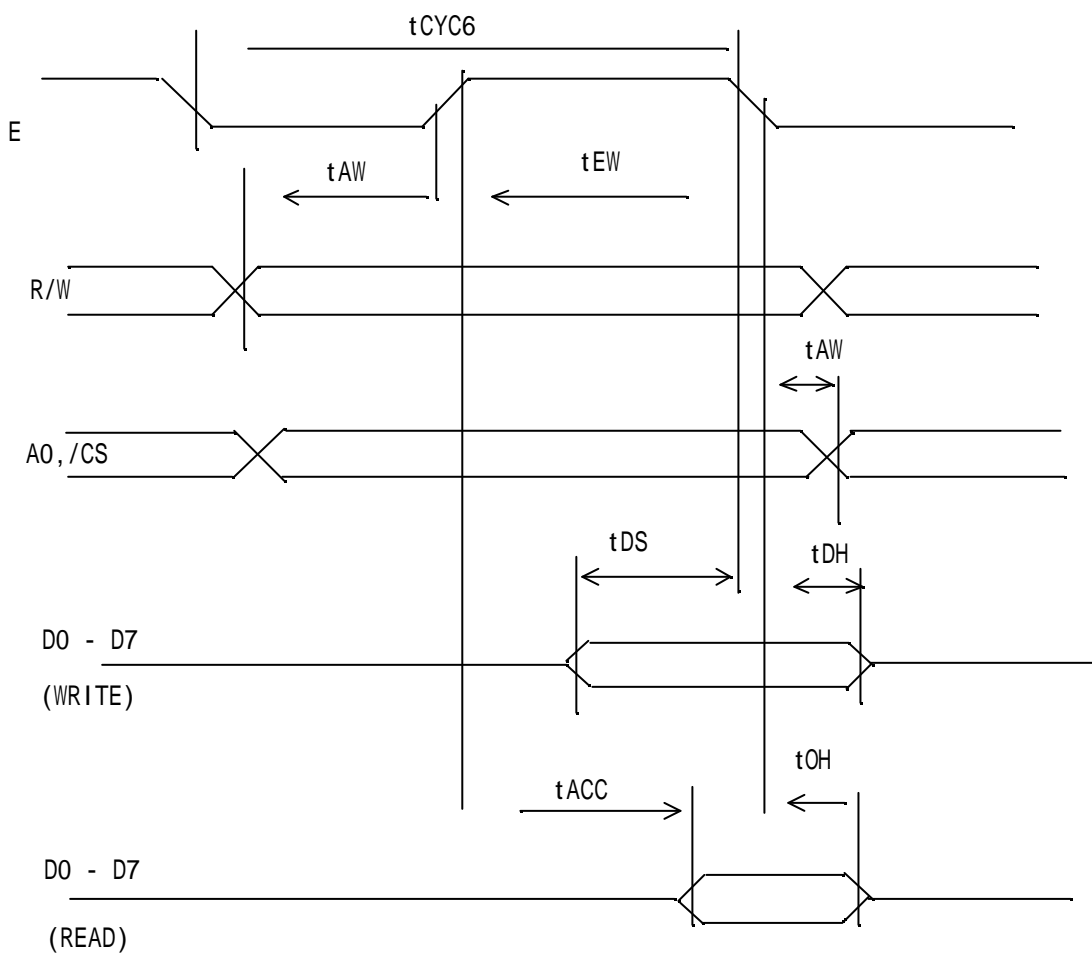 tCYC6
E
tAW
tEW
R/W
tAW
A0,/CS
tDS
tDH
D0 - D7
(WRITE)
tOH
tACC
D0 - D7
(READ)